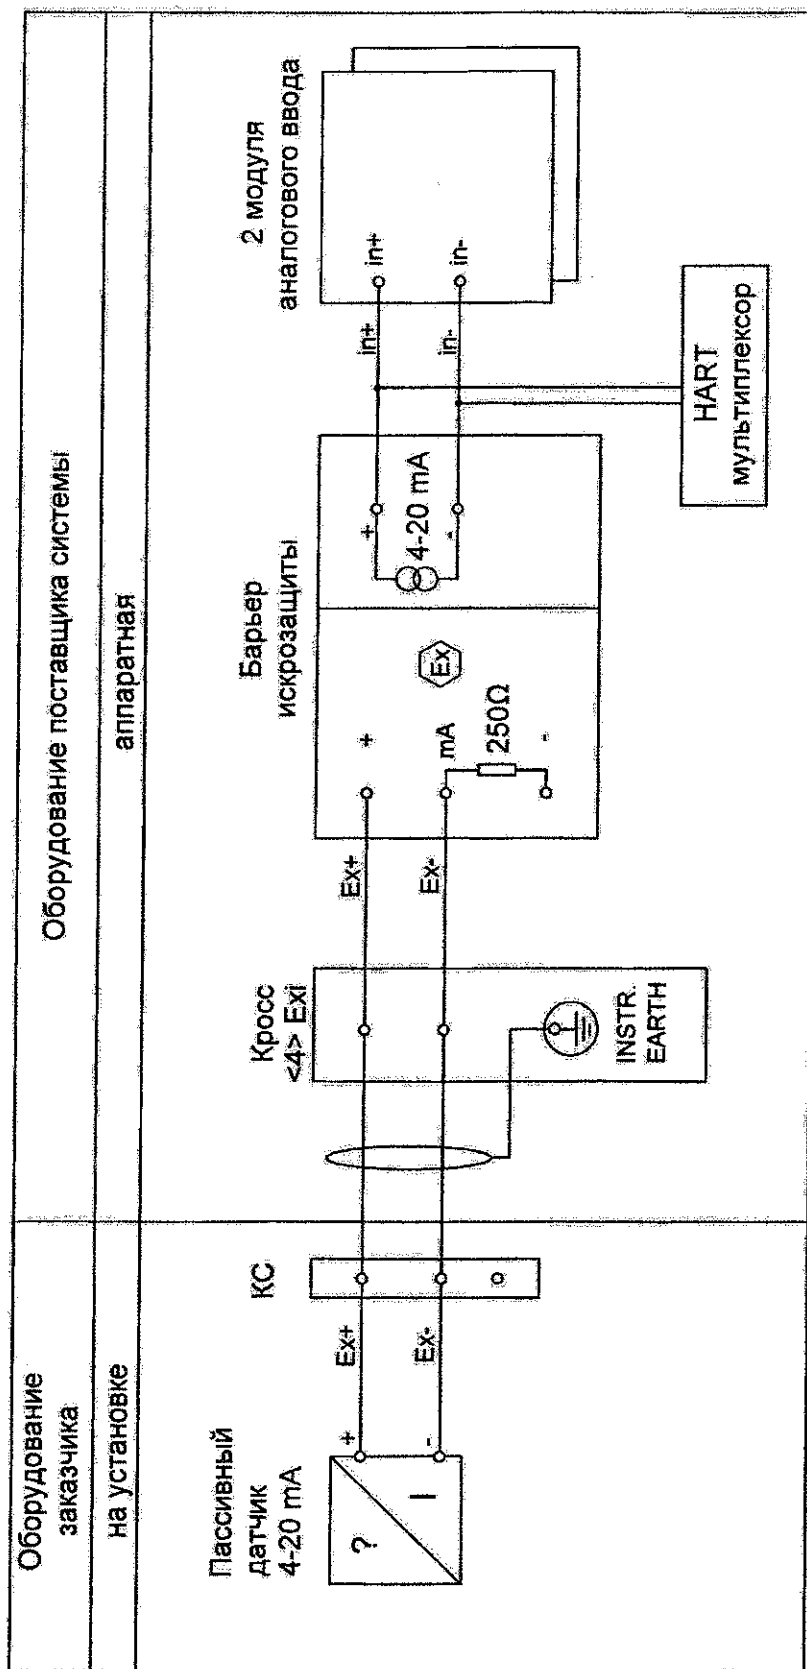 Оборудование
заказчика
Оборудование поставщика системы
на установке
аппаратная
Пассивный
датчик
4-20 mA
?
I
+
-
Ex+
Ex-
КС
Кросс
<4> Exi
INSTR.
EARTH
Ex+
Ex-
Барьер
искрозащиты
+
mA
250Ω
-
Ex
+
4-20 mA
-
in+
in-
2 модуля
аналогового ввода
in+
in-
HART
мультиплексор